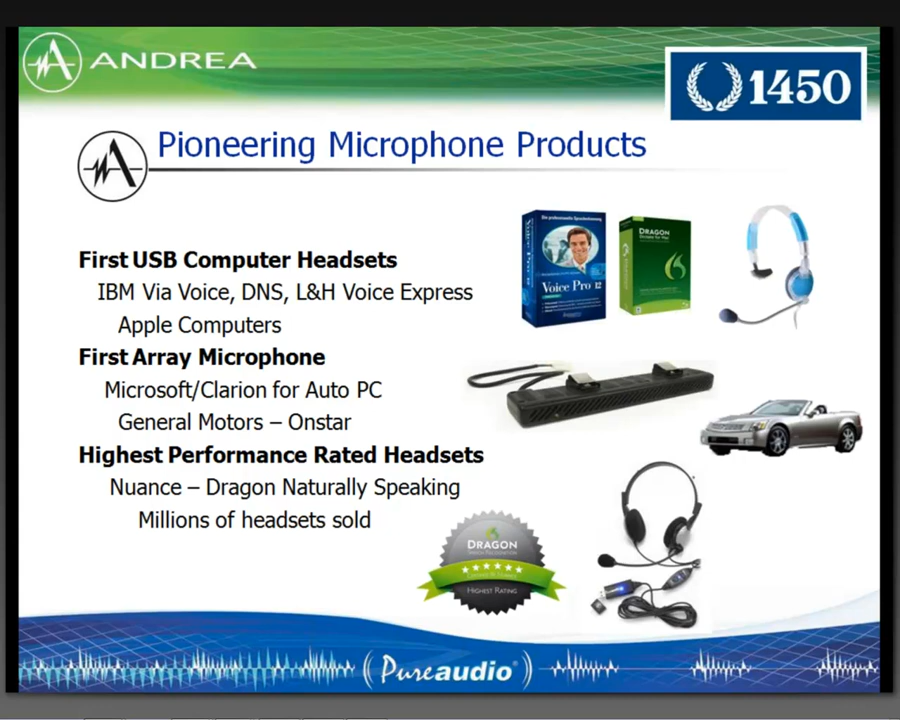 ANDREA
1450
Pioneering Microphone Products
First USB Computer Headsets
IBM Via Voice, DNS, L&H Voice Express
Apple Computers
First Array Microphone
Microsoft/Clarion for Auto PC
General Motors – Onstar
Highest Performance Rated Headsets
Nuance – Dragon Naturally Speaking
Millions of headsets sold
Voice Pro 12
DRAGON
DRAGON
HIGHEST RATING
(Pureaudio®)